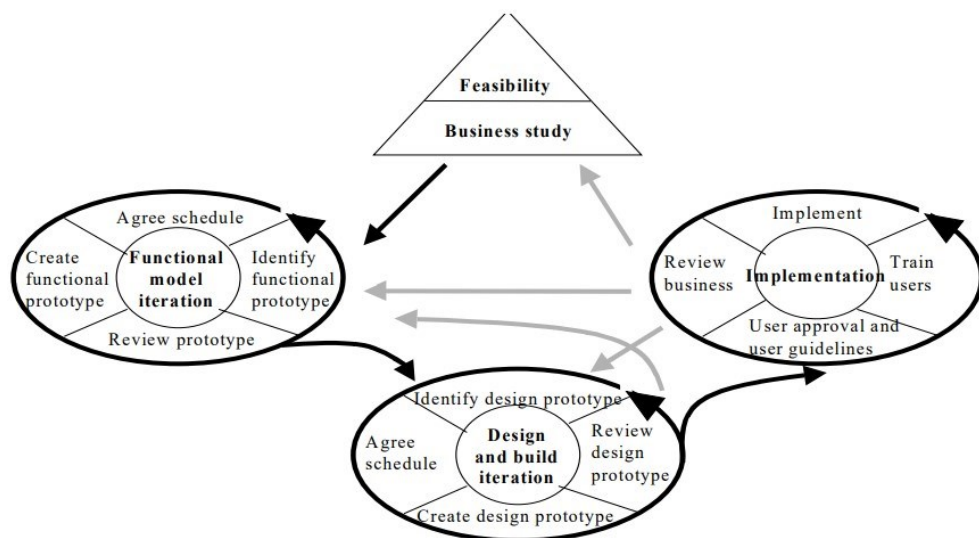 Feasibility
Business study
Agree schedule
Create
functional
prototype
Functional
model
iteration
Identify
functional
prototype
Review prototype
Implement
Review
business
Implementation
Train
users
User approval and
user guidelines
Identify design prototype
Agree
schedule
Design
and build
iteration
Review
design
prototype
Create design prototype